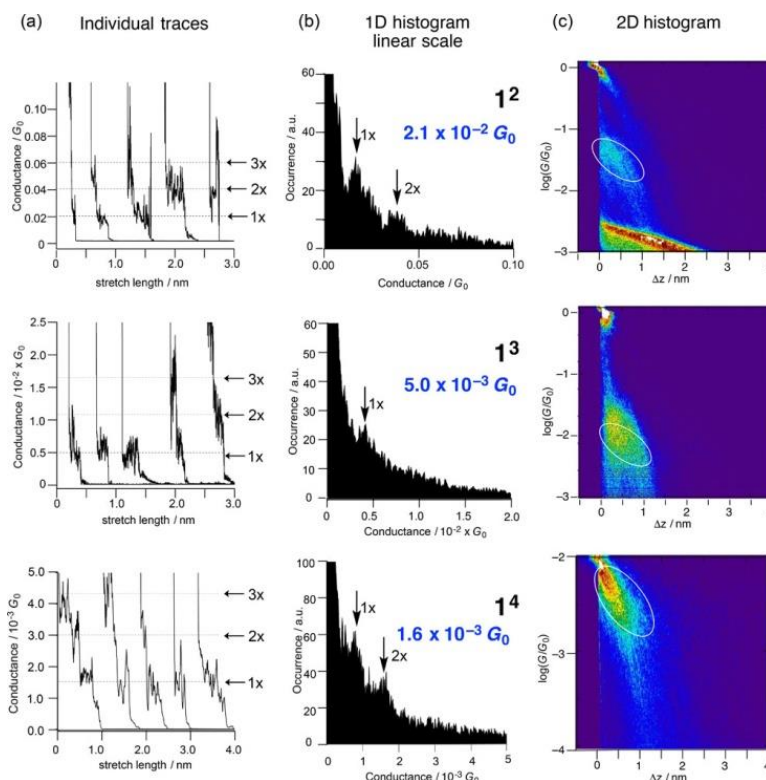 (a) Individual traces
(b) 1D histogram
linear scale
(c) 2D histogram
Conductance / G0
0.10
0.08
0.06
0.04
0.02
0
3x
2x
1x
0 1.0 2.0 3.0
stretch length / nm
Occurrence / a.u.
60
50
40
30
20
10
0
1x
2x
1²
2.1 x 10⁻² G₀
0.00 0.05 0.10
Conductance / G₀
log(G/G₀)
0
-1
-2
-3
0 1 2 3
Δz / nm
Conductance / 10⁻² x G₀
2.5
2.0
1.5
1.0
0.5
0
3x
2x
1x
0 1.0 2.0 3.0
stretch length / nm
Occurrence / a.u.
60
50
40
30
20
10
0
1x
1³
5.0 x 10⁻³ G₀
0 0.5 1.0 1.5 2.0
Conductance / 10⁻² x G₀
log(G/G₀)
0
-1
-2
-3
0 1 2 3
Δz / nm
Conductance / 10⁻³ G₀
5.0
4.0
3.0
2.0
1.0
0.0
3x
2x
1x
0 1.0 2.0 3.0 4.0
stretch length / nm
Occurrence / a.u.
100
80
60
40
20
0
1x
2x
1⁴
1.6 x 10⁻³ G₀
0 1 2 3 4 5
Conductance / 10⁻³ G₀
log(G/G₀)
-2
-3
-4
0 1 2 3 4
Δz / nm